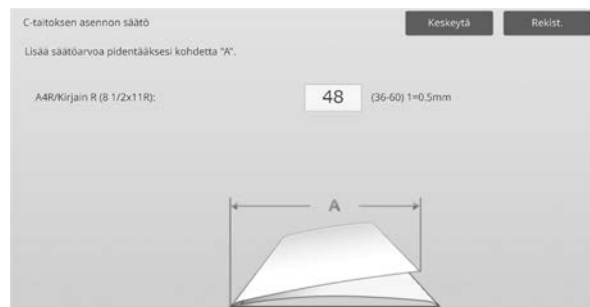 C-taitoksen asennon säätö
Keskeytä
Rekist.
Lisää säätöarvoa pidentääksesi kohdetta "A".
A4R/Kirjain R (8 1/2x11R):
48
(36-60) 1=0.5mm
A